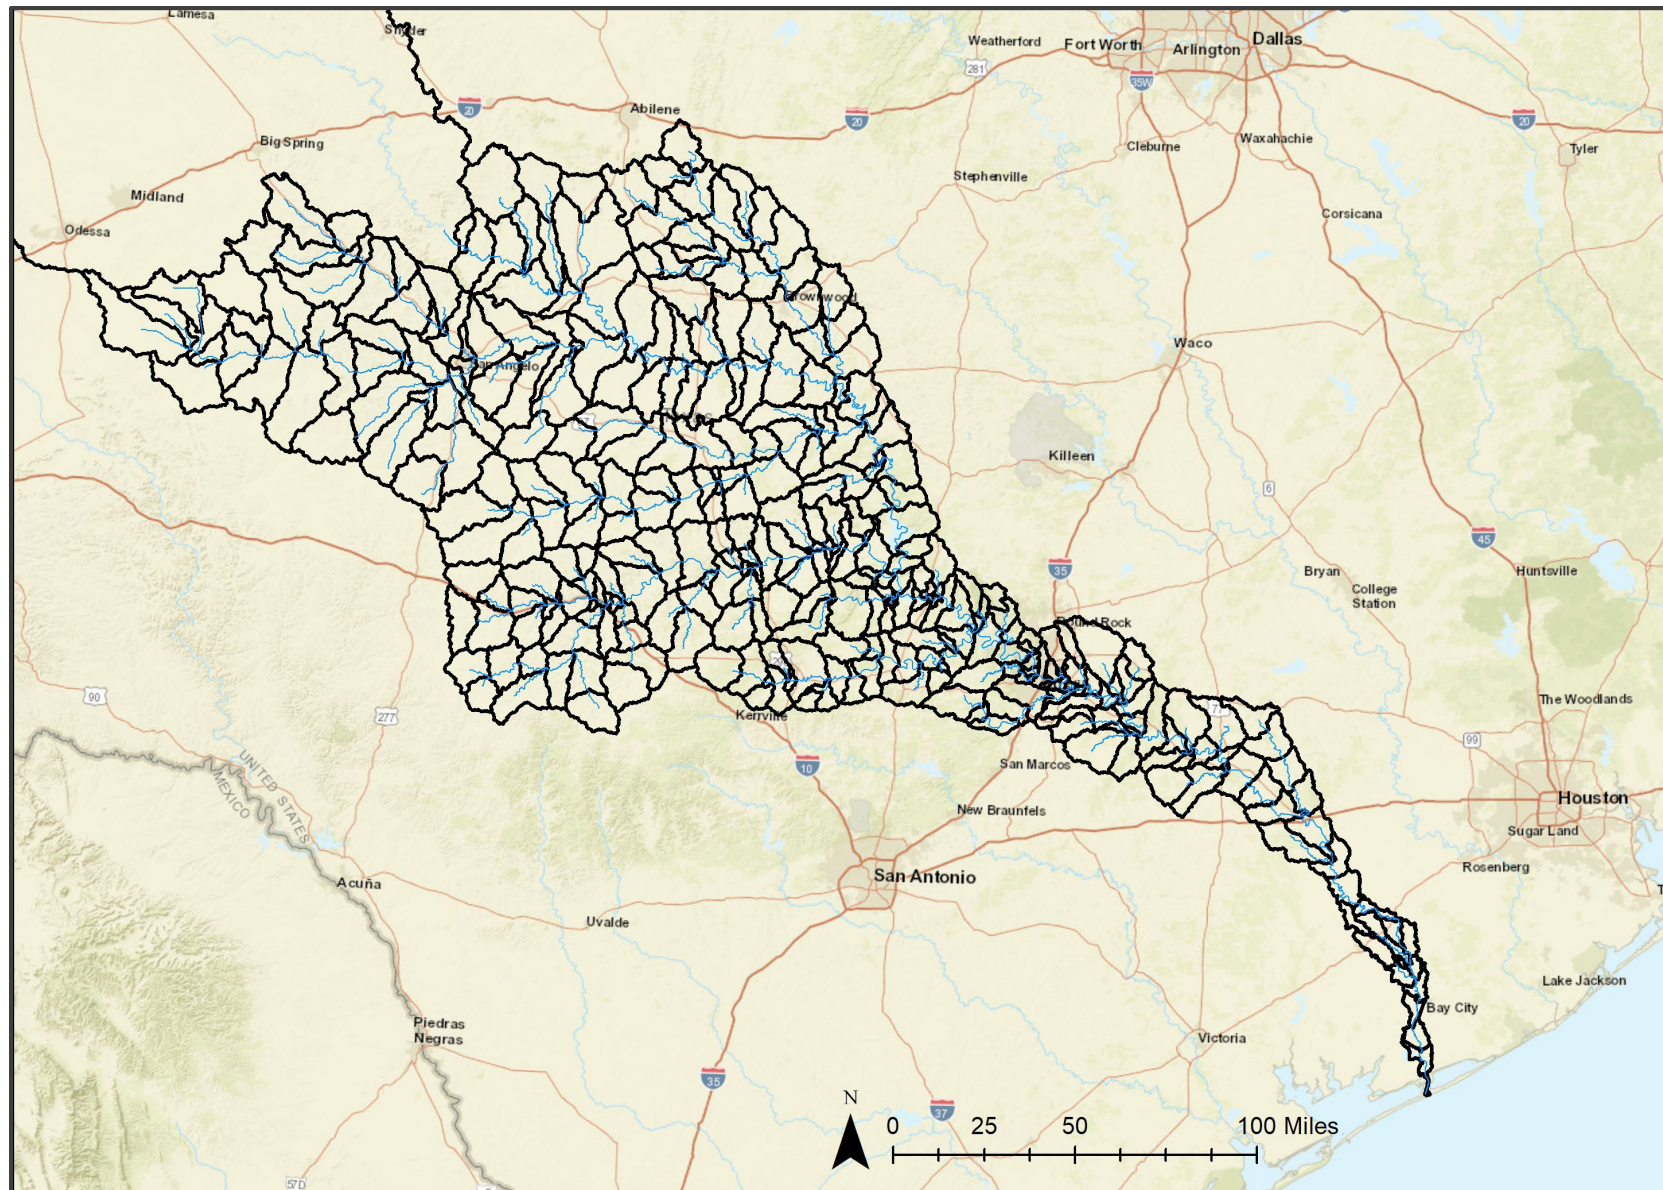 Lamesa
Snyder
Weatherford
Fort Worth
Arlington
Dallas
281
35W
20
Abilene
20
20
Big Spring
Cleburne
Waxahachie
Tyler
Stephenville
Midland
Corsicana
Odessa
Brownwood
Waco
San Angelo
Killeen
6
45
35
Bryan
College
Station
Huntsville
Round Rock
90
277
Kerrville
77
The Woodlands
99
10
San Marcos
UNITED STATES
MEXICO
New Braunfels
Houston
Sugar Land
Rosenberg
San Antonio
Acuña
Uvalde
Lake Jackson
Bay City
Piedras
Negras
Victoria
35
37
N
0 25 50 100 Miles
57D